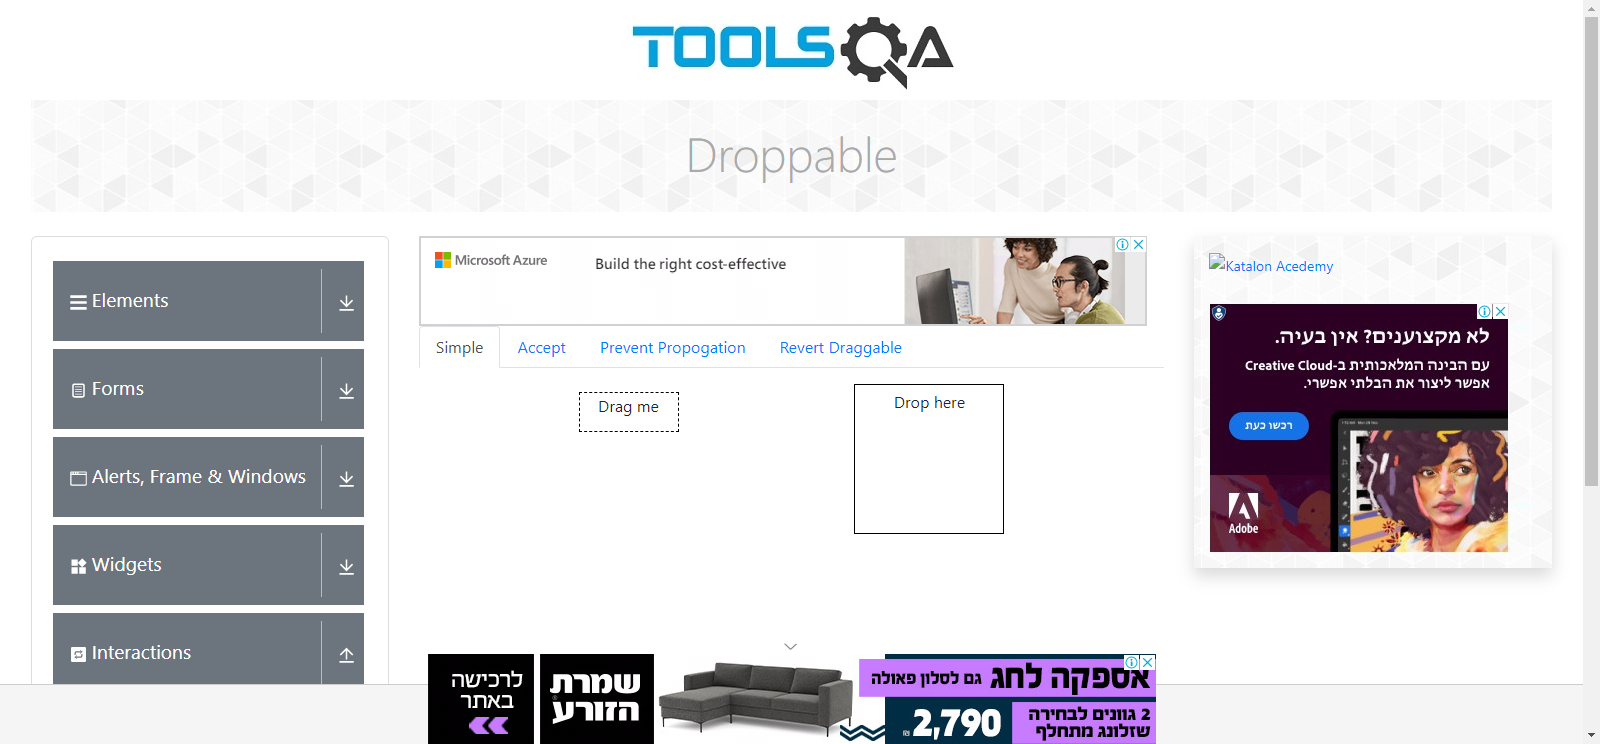 TOOLSQA
Droppable
Elements
Forms
Alerts, Frame & Windows
Widgets
Interactions
Microsoft Azure
Build the right cost-effective
Simple
Accept
Prevent Propogation
Revert Draggable
Drag me
Drop here
Katalon Acedemy
לא מקצוענים? אין בעיה.
עם הבינה המלאכותית ב-Creative Cloud
אפשר ליצור את הבלתי אפשרי.
רכשו כעת
Adobe
לרכישה
באתר
שמרת
הזורע
אספקה לחג גם לסלון פאולה
2 גוונים לבחירה
שזלונג מתחלף
2,790 ₪